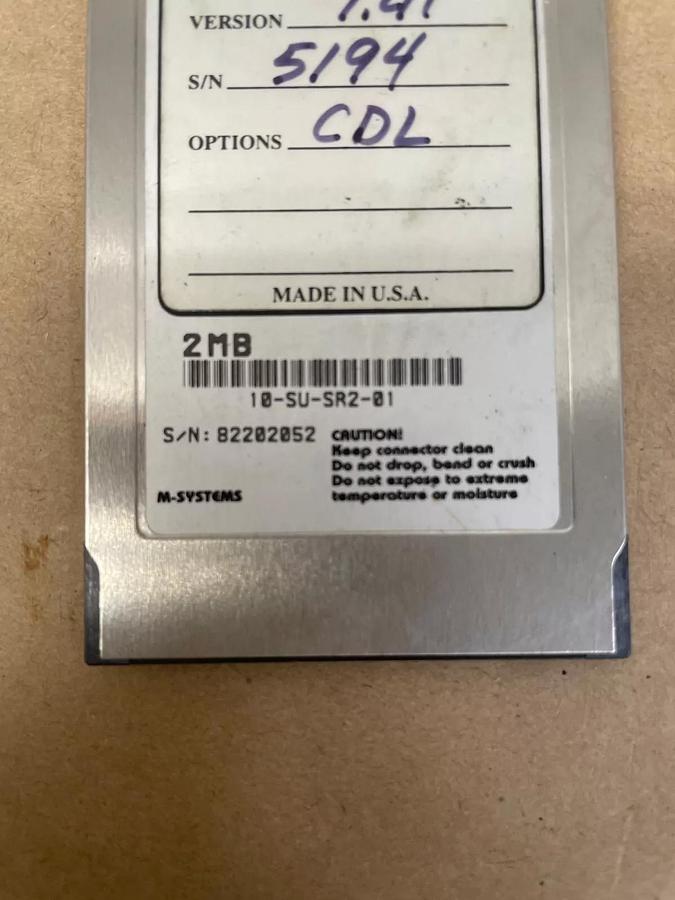 VERSION
S/N 5194
OPTIONS CDL
MADE IN U.S.A.
2MB
10-SU-SR2-01
S/N: 82202052
CAUTION!
Keep connector clean
Do not drop, bend or crush
Do not expose to extreme
temperature or moisture
M-SYSTEMS